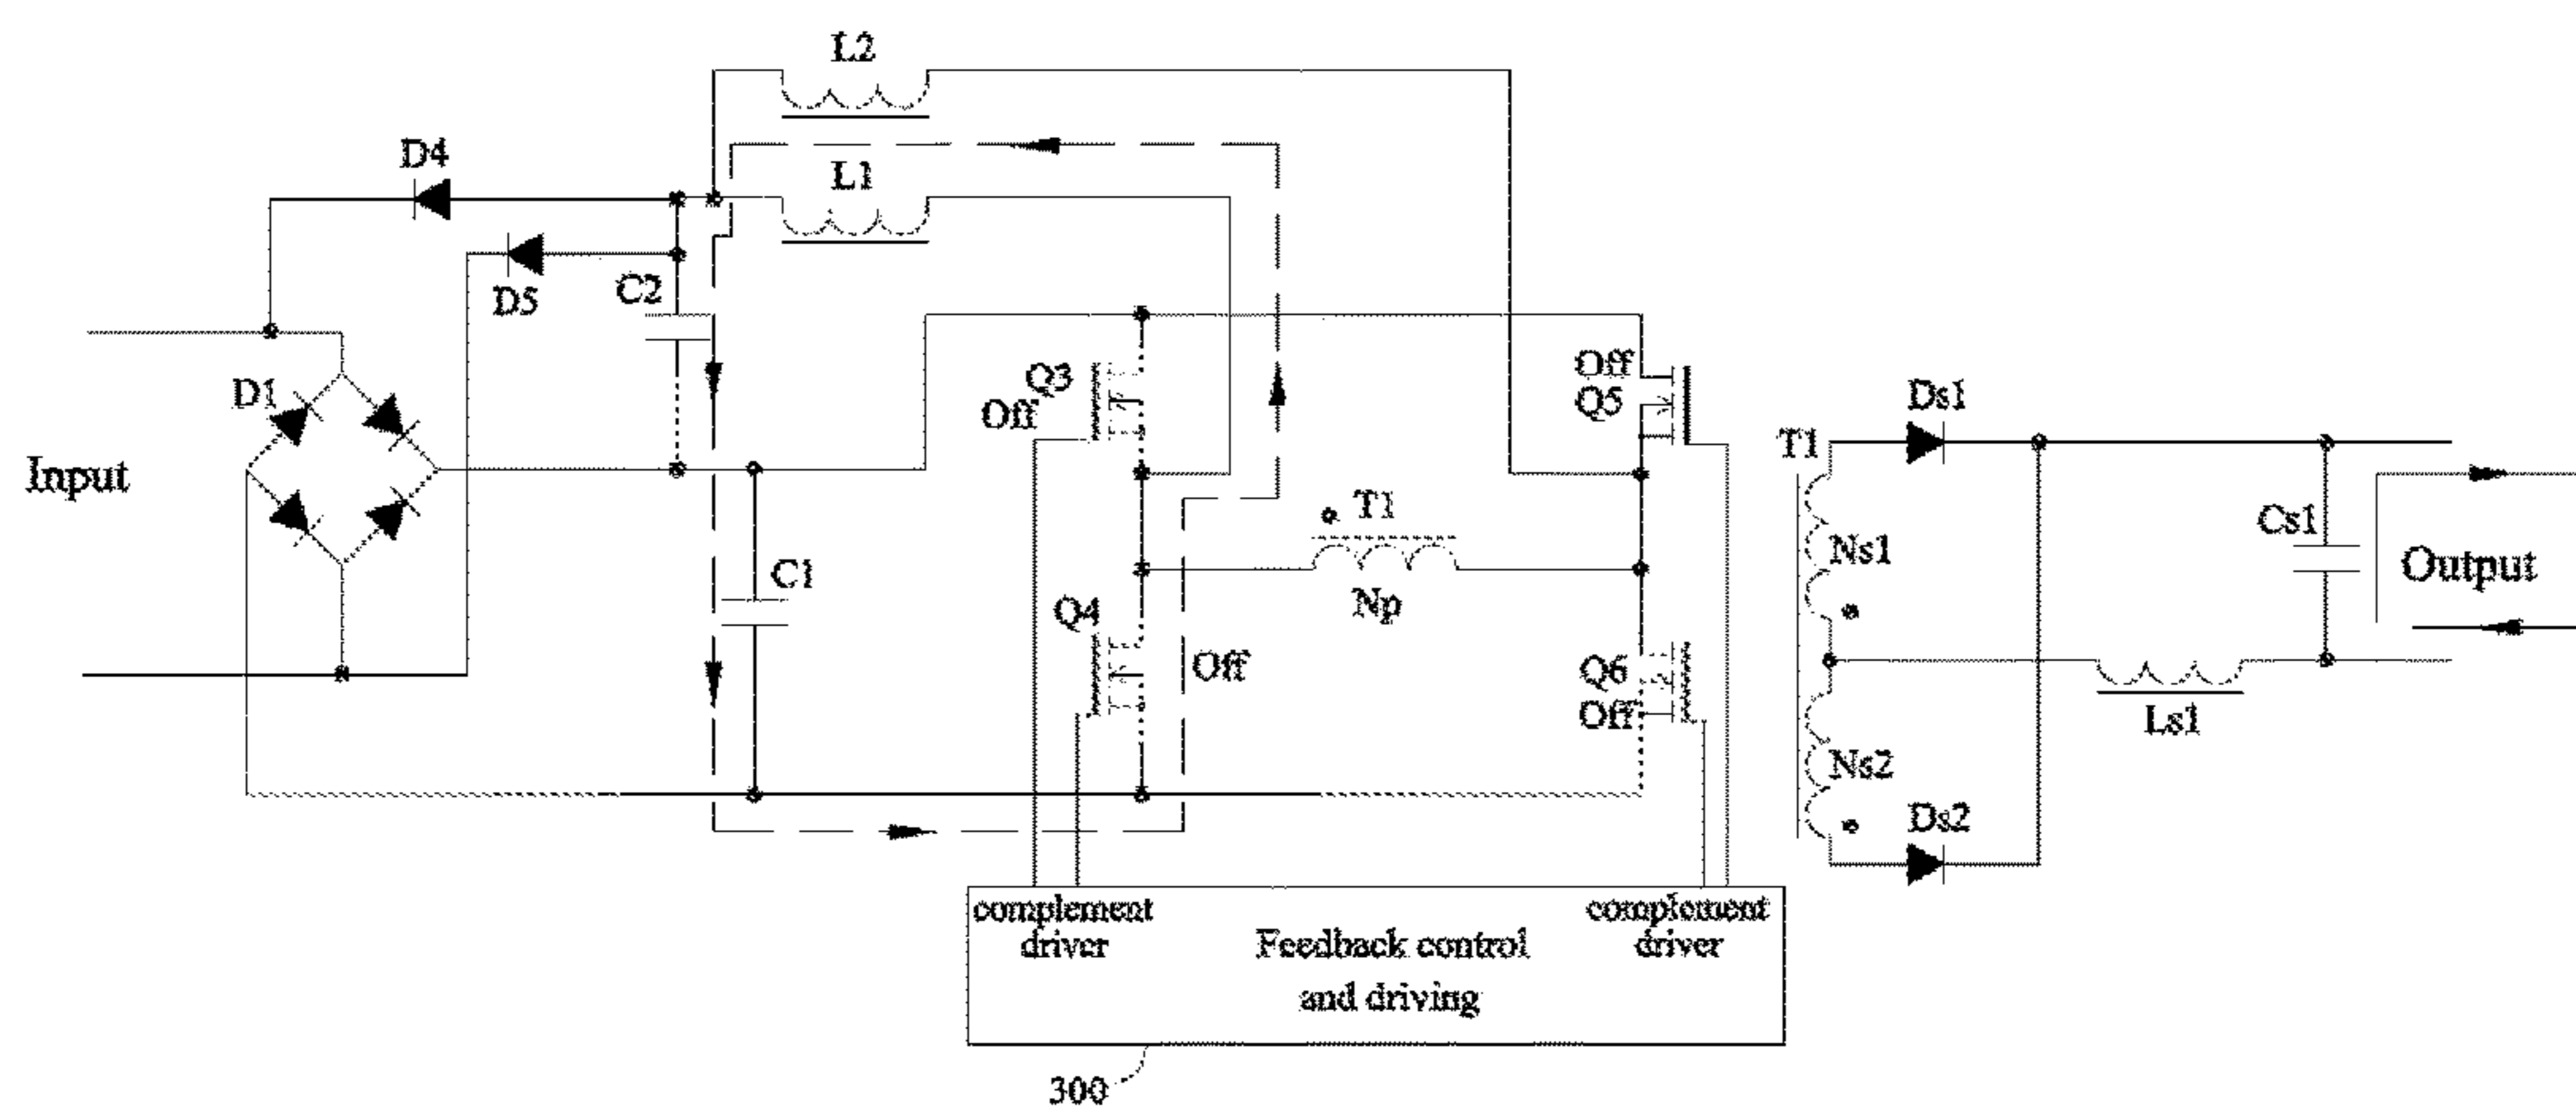 L2
D4
L1
D5
C2
D1
Q3
Off
Off
Q5
Ds1
T1
Input
T1
Cs1
Ns1
Output
C1
Np
Q4
Off
Q6
Off
Ls1
Ns2
Ds2
complement
driver
complement
driver
Feedback control
and driving
300